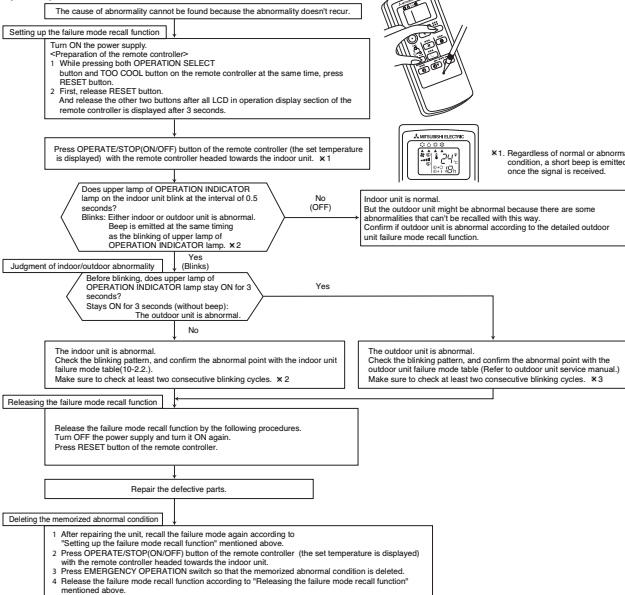 The cause of abnormality cannot be found because the abnormality doesn't recur.
Setting up the failure mode recall function
Turn ON the power supply.
<Preparation of the remote controller>
1 While pressing both OPERATION SELECT
button and TOO COOL button on the remote controller at the same time, press
RESET button.
2 First, release RESET button.
And release the other two buttons after all LCD in operation display section of the
remote controller is displayed after 3 seconds.
Press OPERATE/STOP(ON/OFF) button of the remote controller (the set temperature
is displayed) with the remote controller headed towards the indoor unit. ×1
MITSUBISHI ELECTRIC
×1. Regardless of normal or abnorma
condition, a short beep is emitted
once the signal is received.
Does upper lamp of OPERATION INDICATOR
lamp on the indoor unit blink at the interval of 0.5
seconds?
Blinks: Either indoor or outdoor unit is abnormal.
Beep is emitted at the same timing
as the blinking of upper lamp of
OPERATION INDICATOR lamp. ×2
No
(OFF)
Indoor unit is normal.
But the outdoor unit might be abnormal because there are some
abnormalities that can't be recalled with this way.
Confirm if outdoor unit is abnormal according to the detailed outdoor
unit failure mode recall function.
Yes
(Blinks)
Judgment of indoor/outdoor abnormality
Before blinking, does upper lamp of
OPERATION INDICATOR lamp stay ON for 3
seconds?
Stays ON for 3 seconds (without beep):
The outdoor unit is abnormal.
Yes
No
The indoor unit is abnormal.
Check the blinking pattern, and confirm the abnormal point with the indoor unit
failure mode table(10-2.2.).
Make sure to check at least two consecutive blinking cycles. ×2
The outdoor unit is abnormal.
Check the blinking pattern, and confirm the abnormal point with the
outdoor unit failure mode table (Refer to outdoor unit service manual.)
Make sure to check at least two consecutive blinking cycles. ×3
Releasing the failure mode recall function
Release the failure mode recall function by the following procedures.
Turn OFF the power supply and turn it ON again.
Press RESET button of the remote controller.
Repair the defective parts.
Deleting the memorized abnormal condition
1 After repairing the unit, recall the failure mode again according to
"Setting up the failure mode recall function" mentioned above.
2 Press OPERATE/STOP(ON/OFF) button of the remote controller (the set temperature is displayed)
with the remote controller headed towards the indoor unit.
3 Press EMERGENCY OPERATION switch so that the memorized abnormal condition is deleted.
4 Release the failure mode recall function according to "Releasing the failure mode recall function"
mentioned above.